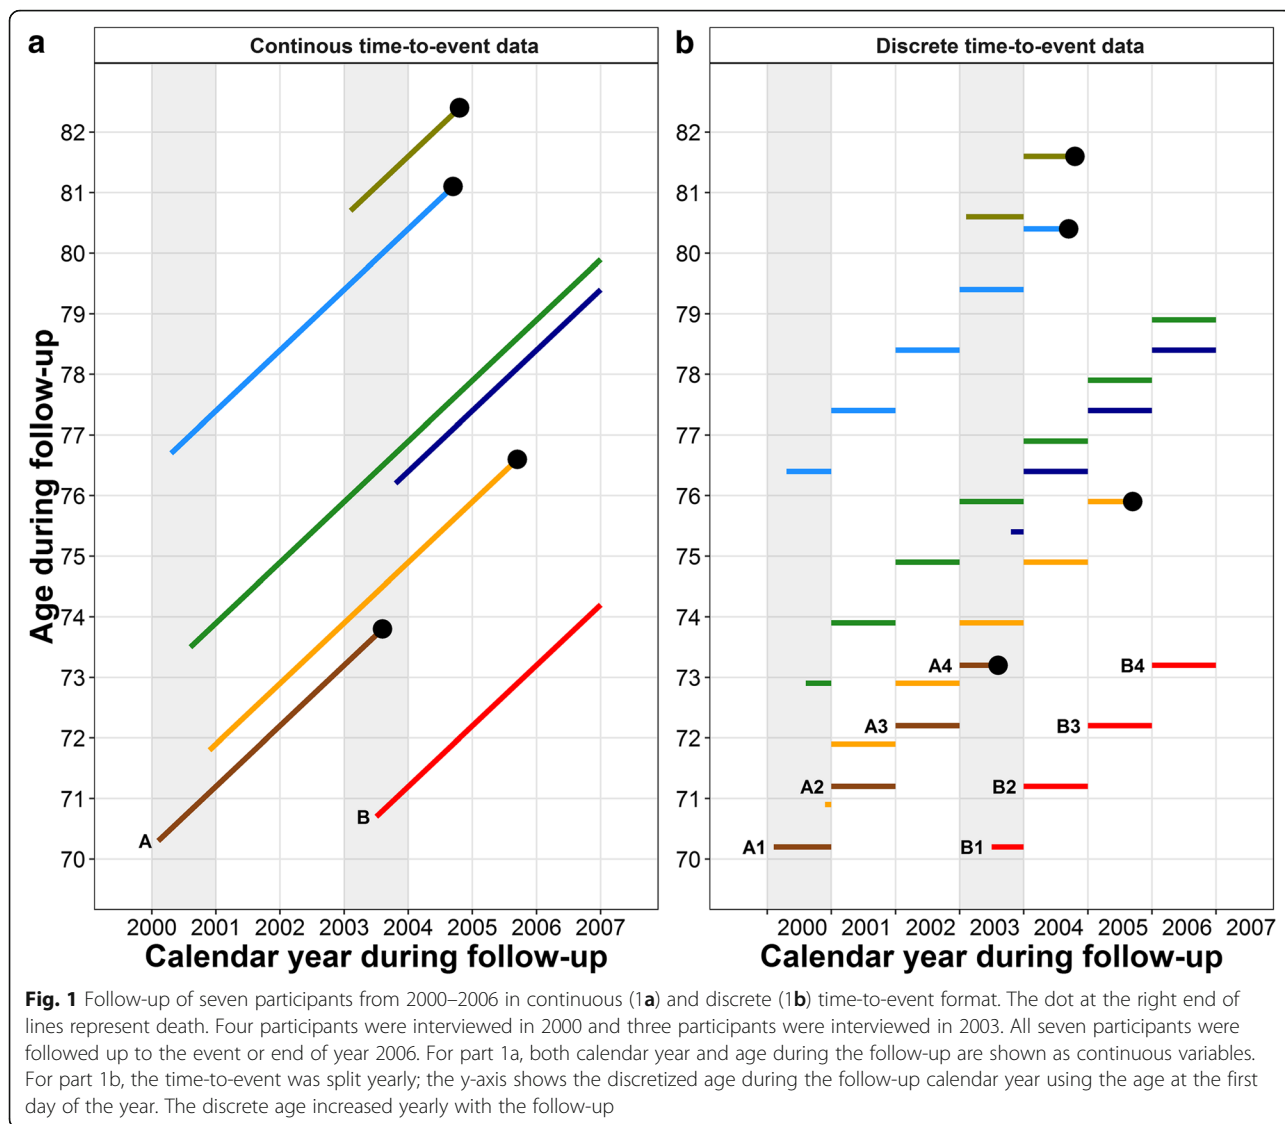 a
Continous time-to-event data
82
81
80
79
78
77
76
75
74
73
72
71
70
Age during follow-up
A
B
2000 2001 2002 2003 2004 2005 2006 2007
Calendar year during follow-up
b
Discrete time-to-event data
82
81
80
79
78
77
76
75
74
73
72
71
70
A4
B4
A3
B3
A2
B2
A1
B1
2000 2001 2002 2003 2004 2005 2006 2007
Calendar year during follow-up
Fig. 1 Follow-up of seven participants from 2000–2006 in continuous (1a) and discrete (1b) time-to-event format. The dot at the right end of
lines represent death. Four participants were interviewed in 2000 and three participants were interviewed in 2003. All seven participants were
followed up to the event or end of year 2006. For part 1a, both calendar year and age during the follow-up are shown as continuous variables.
For part 1b, the time-to-event was split yearly; the y-axis shows the discretized age during the follow-up calendar year using the age at the first
day of the year. The discrete age increased yearly with the follow-up